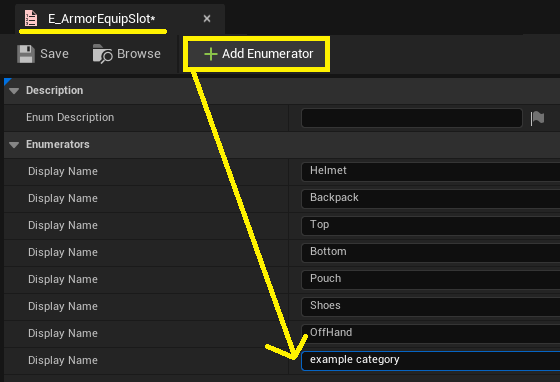 E_ArmorEquipSlot*
Save Browse Add Enumerator
Description
Enum Description
Enumerators
Display Name Helmet
Display Name Backpack
Display Name Top
Display Name Bottom
Display Name Pouch
Display Name Shoes
Display Name OffHand
Display Name example category